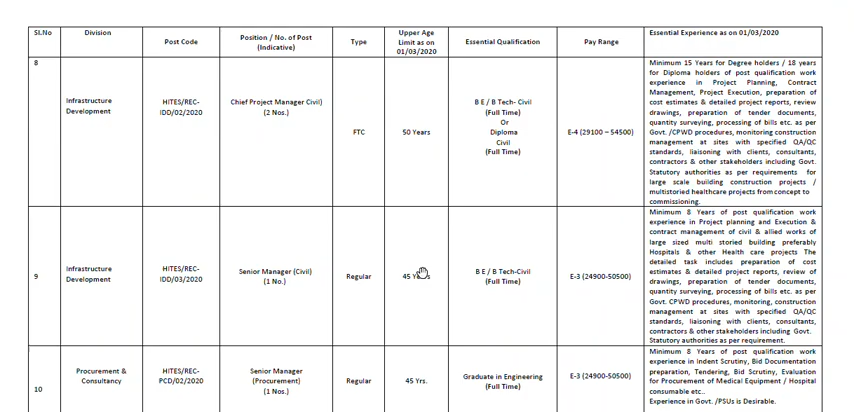 Sl.No
Division
Post Code
Position / No. of Post
(Indicative)
Type
Upper Age
Limit as on
01/03/2020
Essential Qualification
Pay Range
Essential Experience as on 01/03/2020
8
Infrastructure
Development
HITES/REC-
IDD/02/2020
Chief Project Manager Civil)
(2 Nos.)
FTC
50 Years
B E / B Tech- Civil
(Full Time)
Or
Diploma
Civil
(Full Time)
E-4 (29100 – 54500)
Minimum 15 Years for Degree holders / 18 years
for Diploma holders of post qualification work
experience in Project Planning, Contract
Management, Project Execution, preparation of
cost estimates & detailed project reports, review
drawings, preparation of tender documents,
quantity surveying, processing of bills etc. as per
Govt. /CPWD procedures, monitoring construction
management at sites with specified QA/QC
standards, liaisoning with clients, consultants,
contractors & other stakeholders including Govt.
Statutory authorities as per requirements for
large scale building construction projects /
multistoried healthcare projects from concept to
commissioning.
9
Infrastructure
Development
HITES/REC-
IDD/03/2020
Senior Manager (Civil)
(1 No.)
Regular
45
B E / B Tech-Civil
(Full Time)
E-3 (24900-50500)
Minimum 8 Years of post qualification work
experience in Project planning and Execution &
contract management of civil & allied works of
large sized multi storied building preferably
Hospitals & other Health care projects The
detailed task includes preparation of cost
estimates & detailed project reports, review of
drawings, preparation of tender documents,
quantity surveying, processing of bills etc. as per
Govt. CPWD procedures, monitoring, construction
management at sites with specified QA/QC
standards, liaisoning with clients, consultants,
contractors & other stakeholders including Govt.
Statutory authorities as per requirement.
10
Procurement &
Consultancy
HITES/REC-
PCD/02/2020
Senior Manager
(Procurement)
(1 Nos.)
Regular
45 Yrs.
Graduate in Engineering
(Full Time)
E-3 (24900-50500)
Minimum 8 Years of post qualification work
experience in Indent Scrutiny, Bid Documentation
preparation, Tendering, Bid Scrutiny, Evaluation
for Procurement of Medical Equipment / Hospital
consumable etc..
Experience in Govt. /PSUs is Desirable.